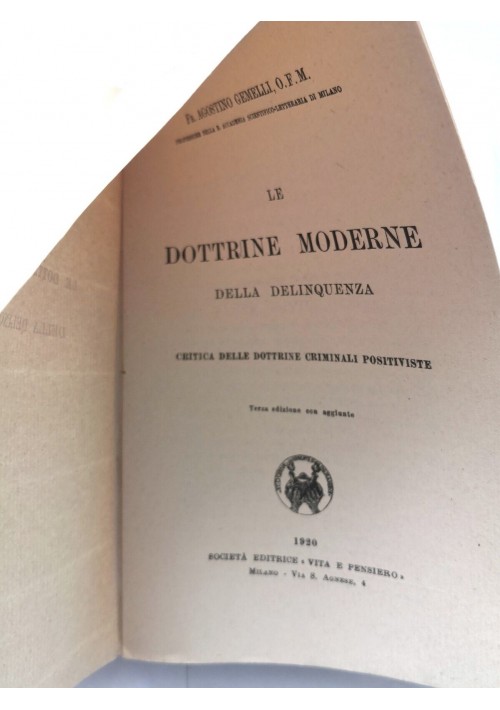 Fr. AGOSTINO GEMELLI, O.F.M.
PROFESSORE NELLA R. ACCADEMIA SCIENTIFICO-LETTERARIA DI MILANO
LE
DOTTRINE MODERNE
DELLA DELINQUENZA
CRITICA DELLE DOTTRINE CRIMINALI POSITIVISTE
Terza edizione con aggiunte
1920
SOCIETÀ EDITRICE « VITA E PENSIERO »
MILANO - VIA S. AGNESE, 4